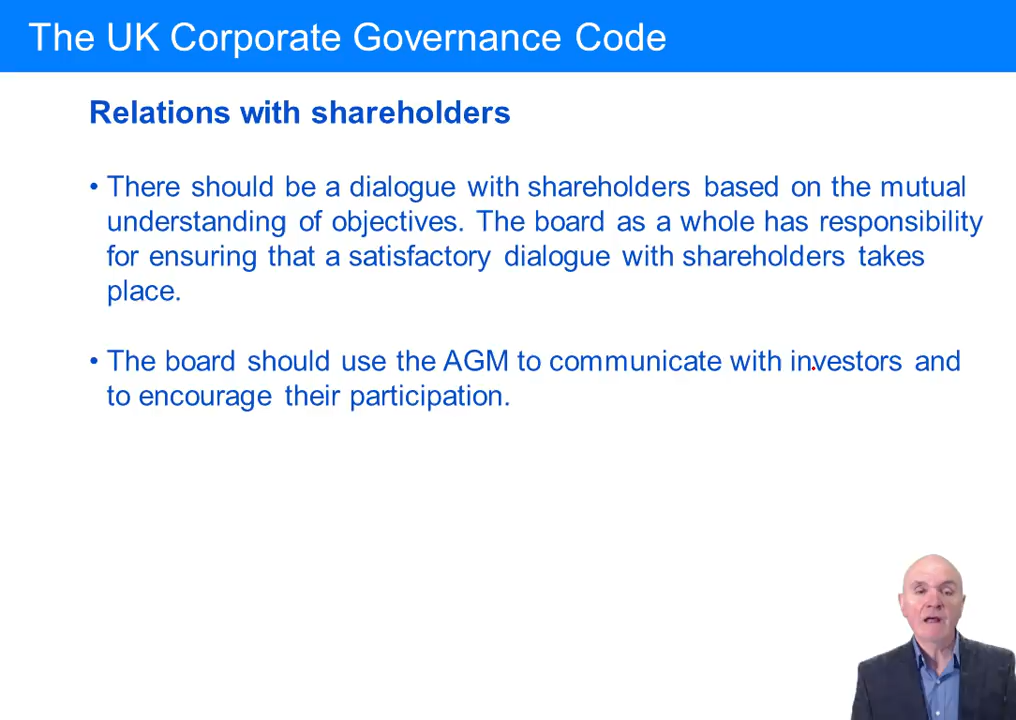 The UK Corporate Governance Code
Relations with shareholders
• There should be a dialogue with shareholders based on the mutual
understanding of objectives. The board as a whole has responsibility
for ensuring that a satisfactory dialogue with shareholders takes
place.
• The board should use the AGM to communicate with investors and
to encourage their participation.